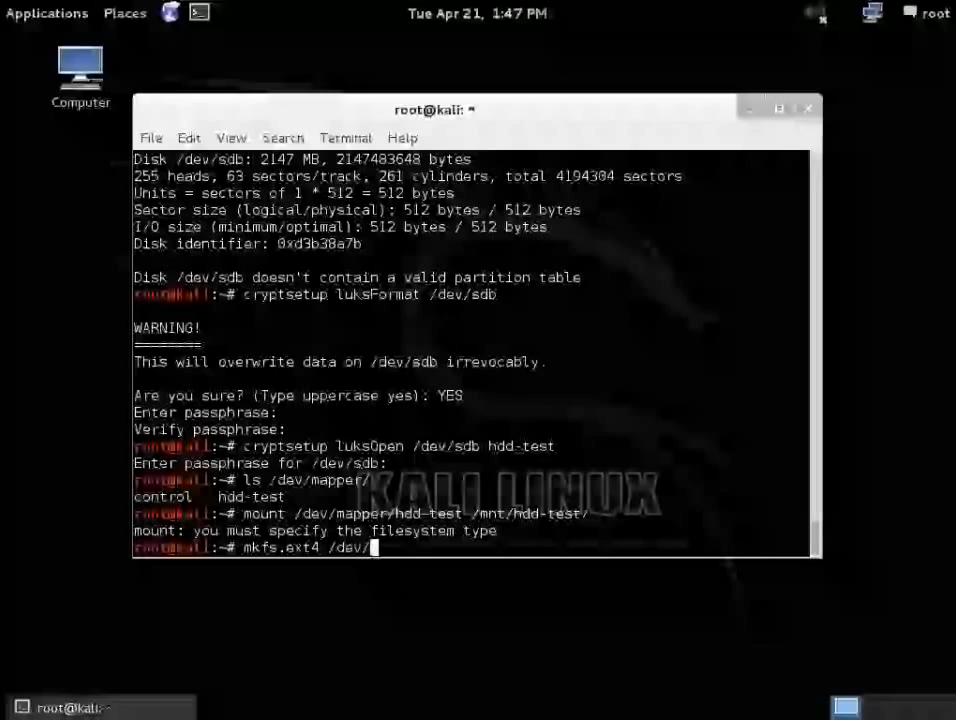 Applications Places Tue Apr 21, 1:47 PM root
Computer
root@kali: ~
File Edit View Search Terminal Help
Disk /dev/sdb: 2147 MB, 2147483648 bytes
255 heads, 63 sectors/track, 261 cylinders, total 4194304 sectors
Units = sectors of 1 * 512 = 512 bytes
Sector size (logical/physical): 512 bytes / 512 bytes
I/O size (minimum/optimal): 512 bytes / 512 bytes
Disk identifier: 0xd3b38a7b
Disk /dev/sdb doesn't contain a valid partition table
root@kali:~# cryptsetup luksFormat /dev/sdb
WARNING!
========
This will overwrite data on /dev/sdb irrevocably.
Are you sure? (Type uppercase yes): YES
Enter passphrase:
Verify passphrase:
root@kali:~# cryptsetup luksOpen /dev/sdb hdd-test
Enter passphrase for /dev/sdb:
root@kali:~# ls /dev/mapper/
control hdd-test
root@kali:~# mount /dev/mapper/hdd-test /mnt/hdd-test/
mount: you must specify the filesystem type
root@kali:~# mkfs.ext4 /dev/
KALI LINUX
root@kali: ~